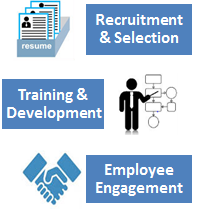 Recruitment
& Selection
resume
Training &
Development
Employee
Engagement